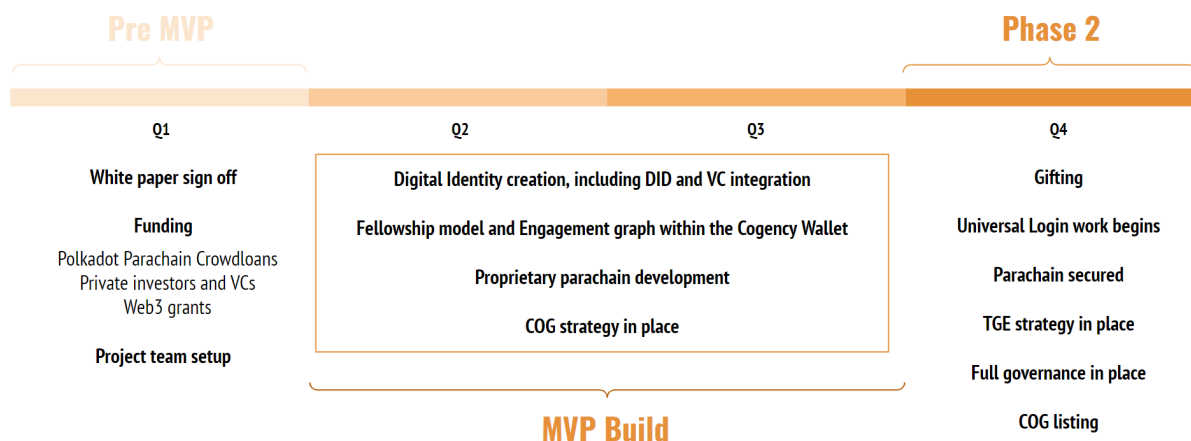 Pre MVP
Phase 2
Q1
Q2
Q3
Q4
White paper sign off
Funding
Polkadot Parachain Crowdloans
Private investors and VCs
Web3 grants
Project team setup
Digital Identity creation, including DID and VC integration
Fellowship model and Engagement graph within the Cogency Wallet
Proprietary parachain development
COG strategy in place
MVP Build
Gifting
Universal Login work begins
Parachain secured
TGE strategy in place
Full governance in place
COG listing